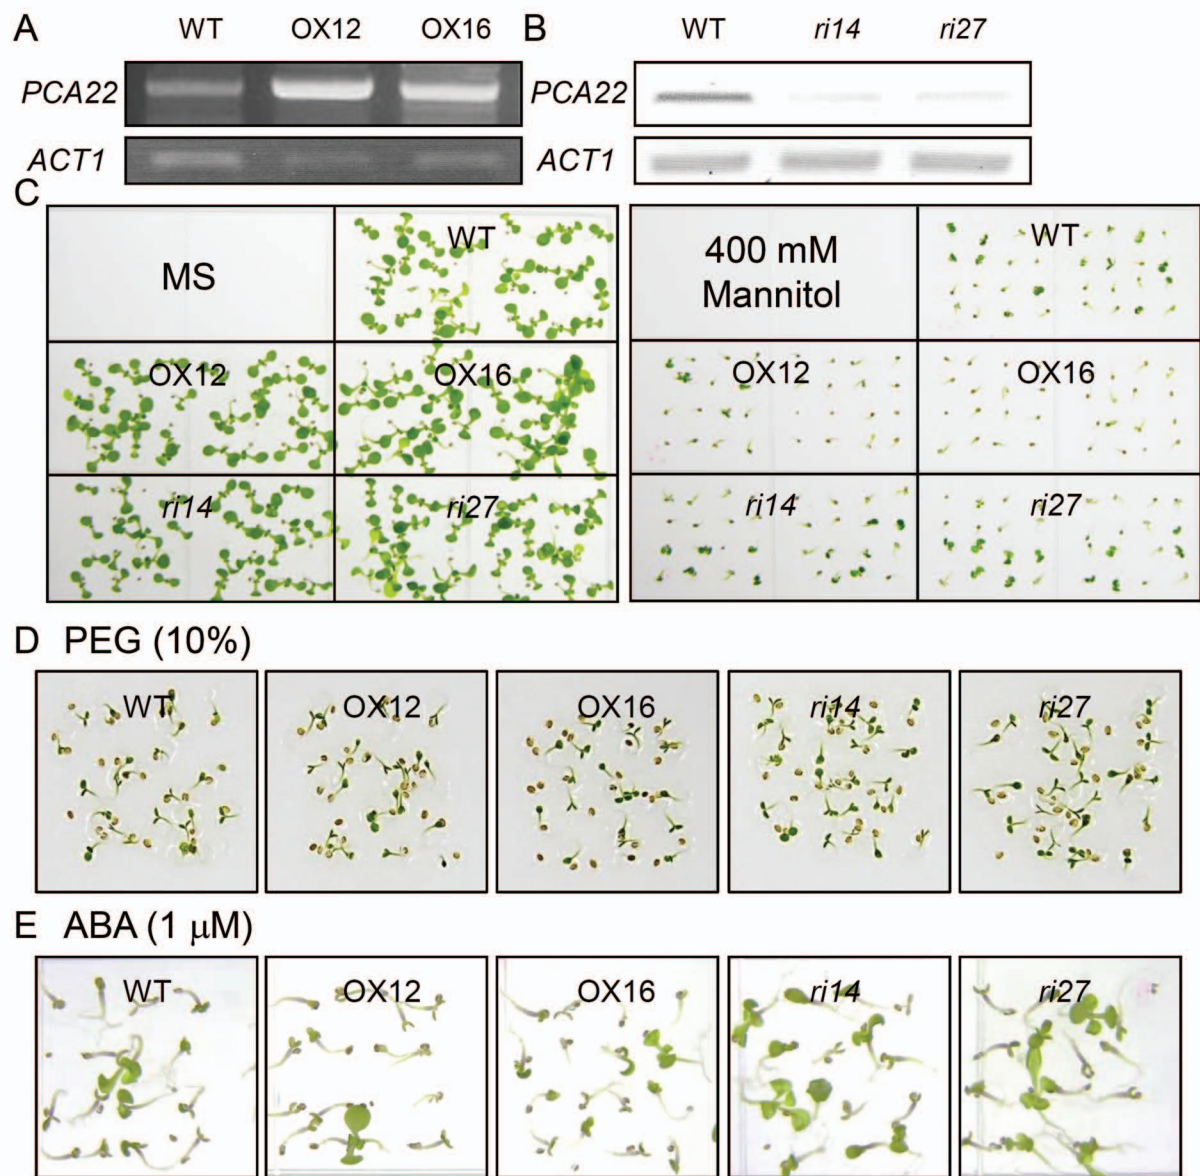 A WT OX12 OX16
PCA22
ACT1
B WT ri14 ri27
PCA22
ACT1
C
MS
WT
OX12
OX16
ri14
ri27
400 mM
Mannitol
WT
OX12
OX16
ri14
ri27
D PEG (10%)
WT OX12 OX16 ri14 ri27
E ABA (1 μM)
WT OX12 OX16 ri14 ri27